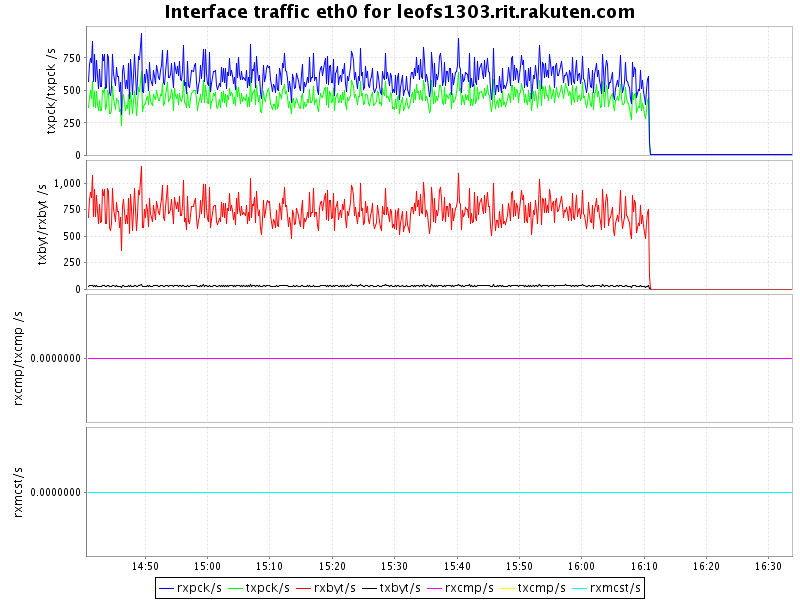 Interface traffic eth0 for leofs1303.rit.rakuten.com
txpck/txpck /s
750
500
250
0
txbyt/rxbyt /s
1,000
750
500
250
0
rxcmp/txcmp /s
0.0000000
rxmcst/s
0.0000000
14:50 15:00 15:10 15:20 15:30 15:40 15:50 16:00 16:10 16:20 16:30
rxpck/s txpck/s rxbyt/s txbyt/s rxcmp/s txcmp/s rxmcst/s